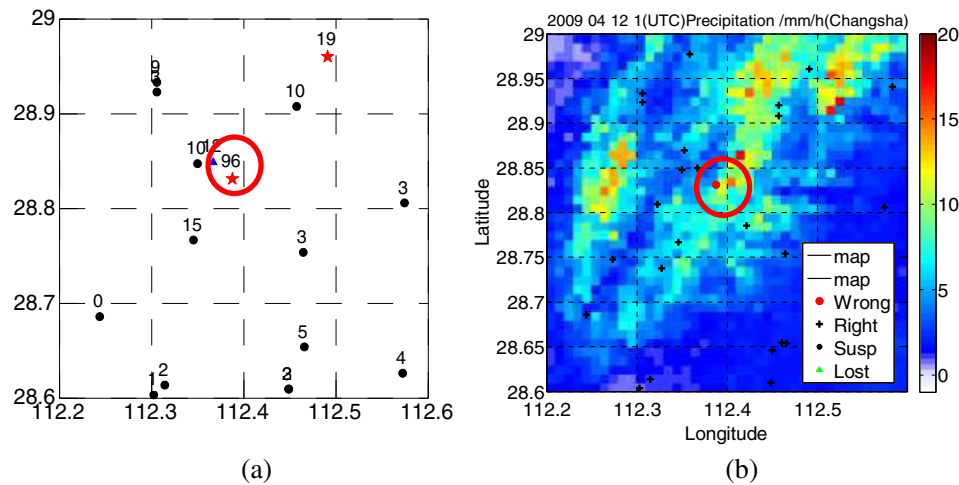 29
28.9
28.8
28.7
28.6
112.2 112.3 112.4 112.5 112.6
19
9
10
10
12
96
3
15
3
0
5
4
2
1
2
(a)
2009 04 12 1(UTC)Precipitation /mm/h(Changsha)
29
28.95
28.9
28.85
28.8
28.75
28.7
28.65
28.6
112.2 112.3 112.4 112.5
Latitude
Longitude
map
map
Wrong
Right
Susp
Lost
20
15
10
5
0
(b)